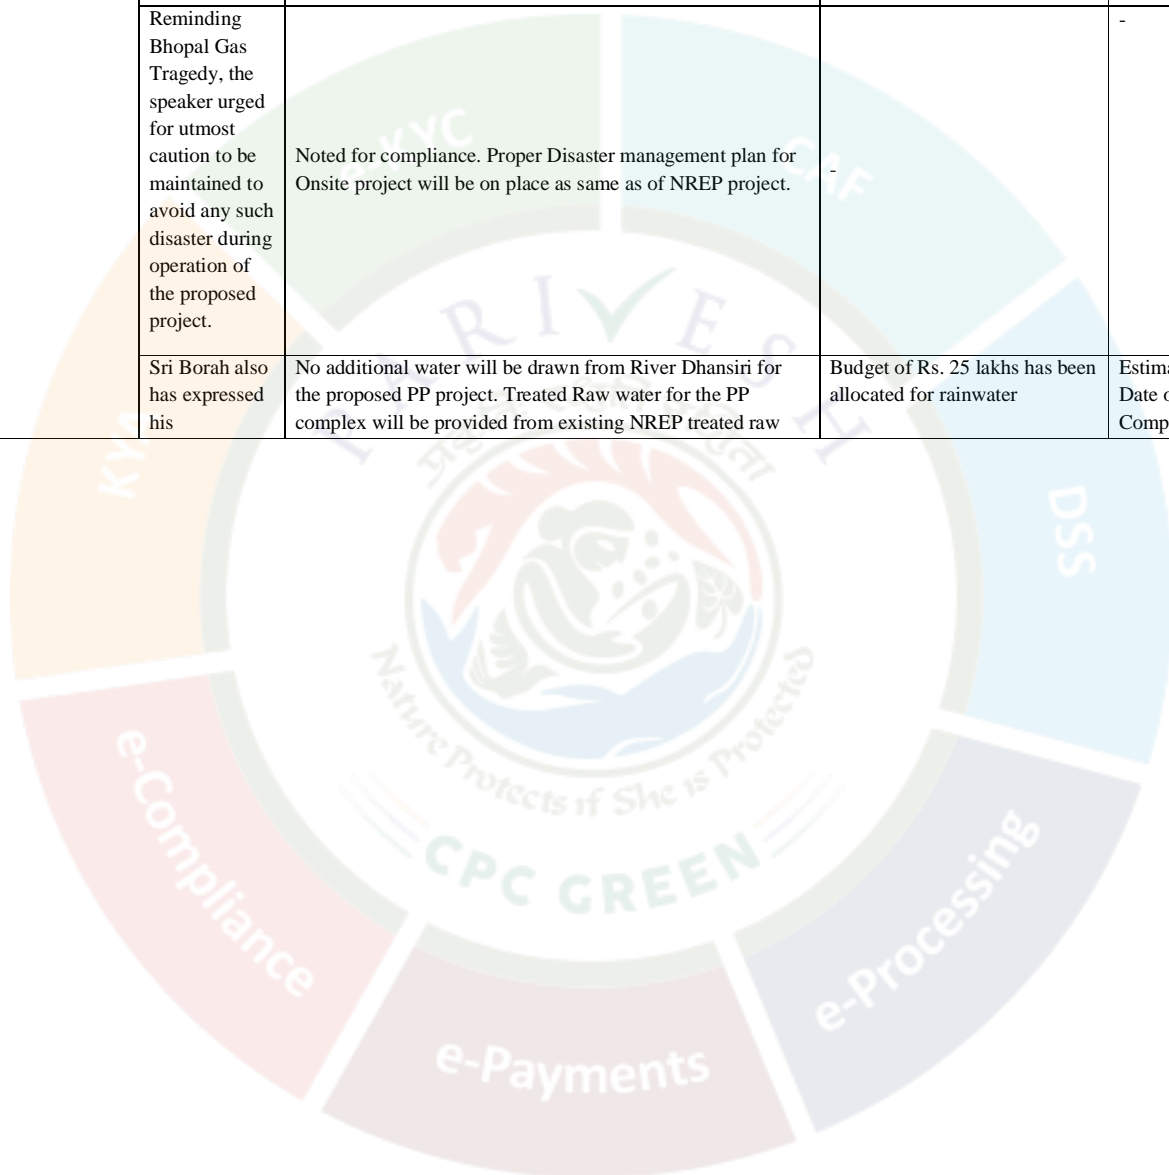 Reminding
Bhopal Gas
Tragedy, the
speaker urged
for utmost
caution to be
maintained to
avoid any such
disaster during
operation of
the proposed
project.
Noted for compliance. Proper Disaster management plan for
Onsite project will be on place as same as of NREP project.
-
-
Sri Borah also
has expressed
his
No additional water will be drawn from River Dhansiri for
the proposed PP project. Treated Raw water for the PP
complex will be provided from existing NREP treated raw
Budget of Rs. 25 lakhs has been
allocated for rainwater
Estima
Date o
Comp
e-KYC
CAF
KYA
DSS
PARIVESH
Nature Protects if She is Protected
CPC GREEN
e-Compliance
e-Processing
e-Payments